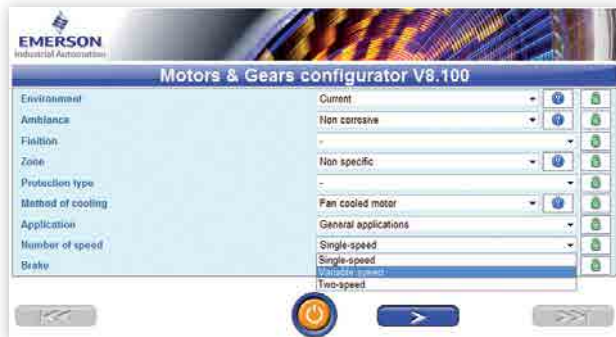 EMERSON
Industrial Automation
Motors & Gears configurator V8.100
Environment Current
Ambiance Non corrosive
Finition -
Zone Non specific
Protection type -
Method of cooling Fan cooled motor
Application General applications
Number of speed Single-speed
Brake Single-speed
Variable speed
Two-speed